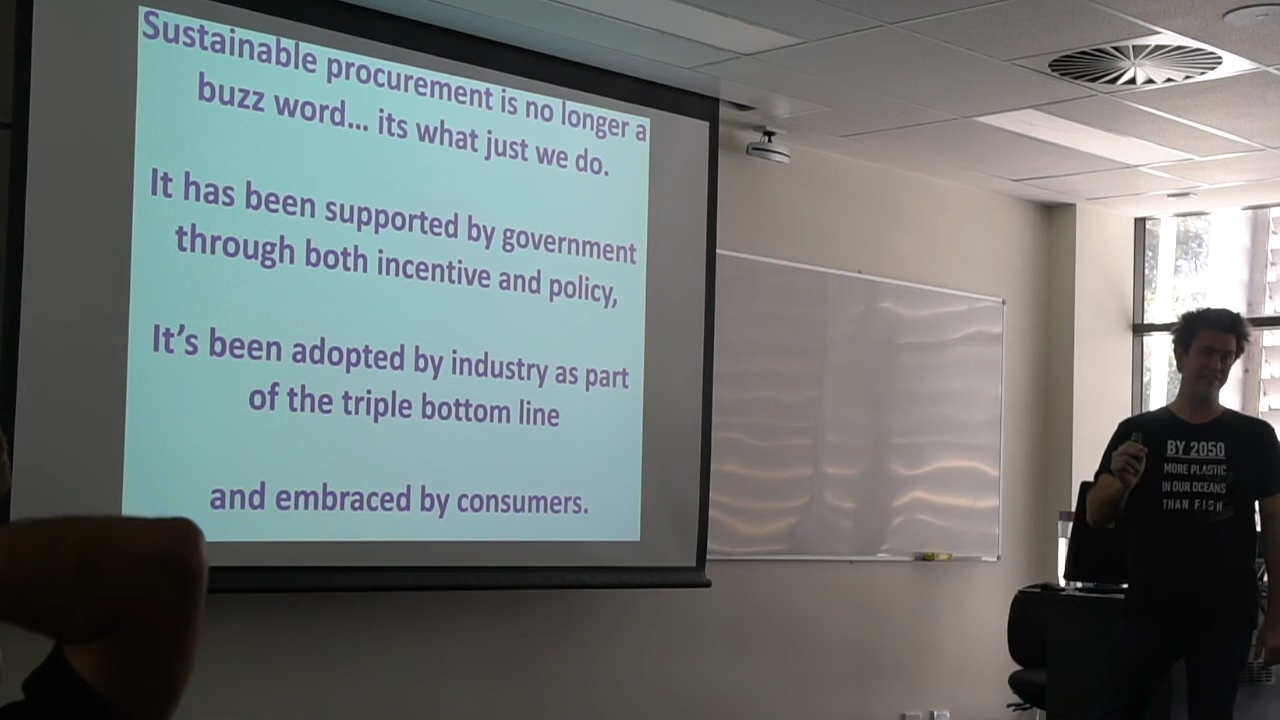 Sustainable procurement is no longer a
buzz word... its what just we do.
It has been supported by government
through both incentive and policy,
It's been adopted by industry as part
of the triple bottom line
and embraced by consumers.
BY 2050
MORE PLASTIC
IN OUR OCEANS
THAN FISH